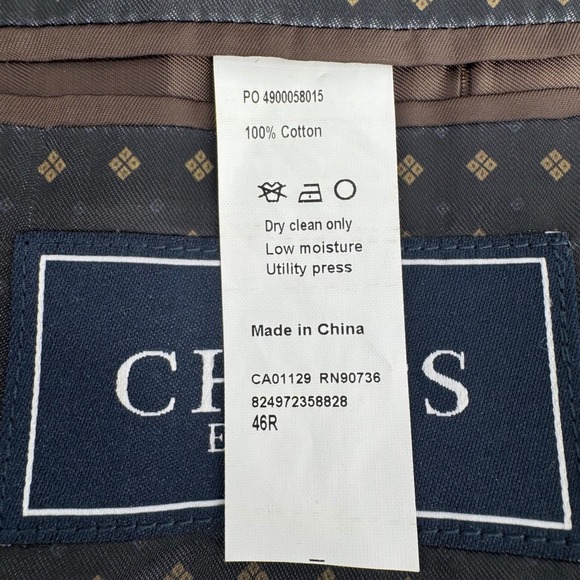 PO 4900058015
100% Cotton
Dry clean only
Low moisture
Utility press
Made in China
CA01129 RN90736
824972358828
46R